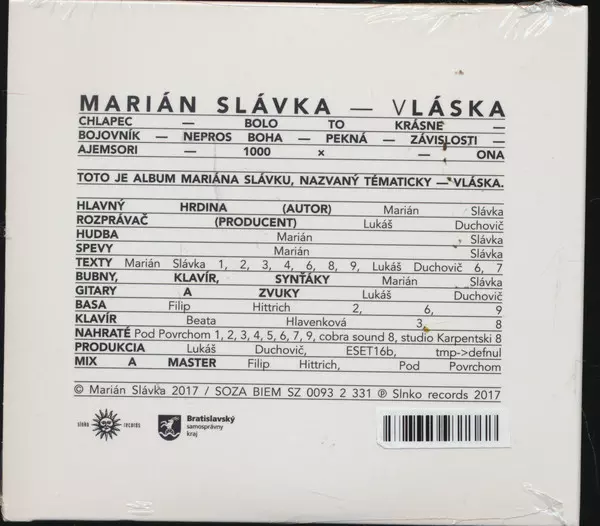 MARIÁN SLÁVKA — VLÁSKA
CHLAPEC — BOLO TO KRÁSNE –
BOJOVNÍK — NEPROS BOHA — PEKNÁ — ZÁVISLOSTI –
AJEMSORI — 1000 × – ONA
TOTO JE ALBUM MARIÁNA SLÁVKU, NAZVANÝ TÉMATICKY — VLÁSKA.
HLAVNÝ HRDINA (AUTOR) Marián Slávka
ROZPRÁVAČ (PRODUCENT) Lukáš Duchovič
HUDBA Marián Slávka
SPEVY Marián Slávka
TEXTY Marián Slávka 1, 2, 3, 4, 6, 8, 9, Lukáš Duchovič 6, 7
BUBNY, KLAVÍR, SYNŤÁKY Marián Slávka
GITARY A ZVUKY Lukáš Duchovič
BASA Filip Hittrich 2, 6, 9
KLAVÍR Beata Hlavenková 3, 8
NAHRATÉ Pod Povrchom 1, 2, 3, 4, 5, 6, 7, 9, cobra sound 8, studio Karpentski 8
PRODUKCIA Lukáš Duchovič, ESET16b, tmp->defnul
MIX A MASTER Filip Hittrich, Pod Povrchom
© Marián Slávka 2017 / SOZA BIEM SZ 0093 2 331 ℗ Slnko records 2017
slnko records
Bratislavský
samosprávny
kraj